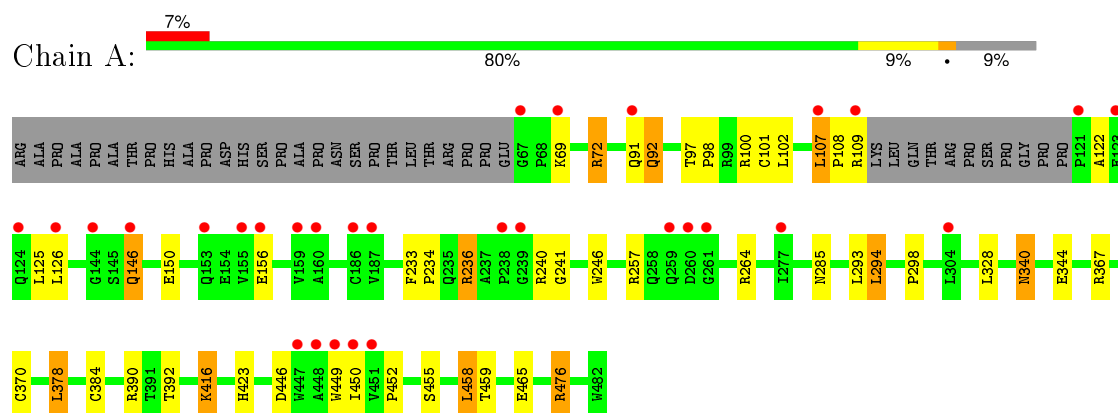 7%
Chain A:
80% 9% • 9%
ARG ALA PRO ALA PRO ALA THR PRO HIS ALA PRO ASP HIS SER PRO ALA PRO ASN SER PRO THR LEU THR ARG PRO PRO GLU G67 P68 K69 R72 Q91 Q92 T97 P98 R99 R100 C101 L102 L107 P108 R109 LYS LEU GLN THR ARG PRO SER PRO GLY PRO PRO P121 A122
Q124 L125 L126 G144 S145 Q146 E150 Q153 E154 V155 E156 V159 A160 C186 V187 F233 P234 Q235 R236 A237 P238 G239 R240 G241 W246 R257 Q258 Q259 D260 G261 R264 I277 N285 L293 L294 P298 L304 L328 N340 E344 R367
C370 L378 C384 R390 T391 T392 K416 H423 D446 W447 A448 W449 I450 V451 P452 S455 L458 T459 E465 R476 W482